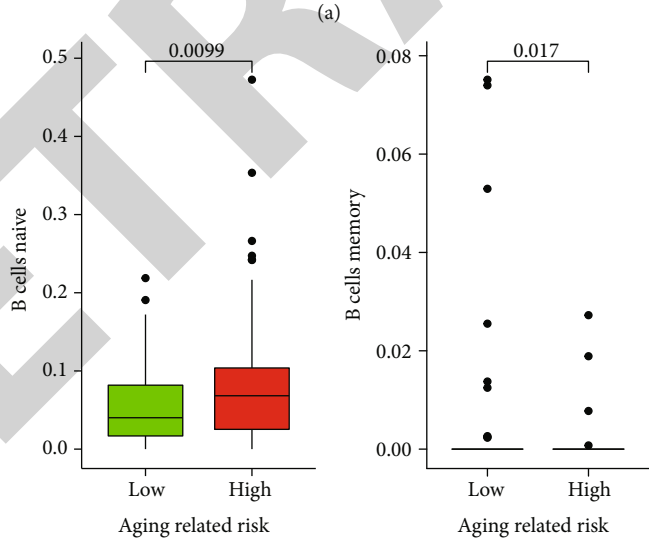 (a)
0.5
0.4
0.3
0.2
0.1
0.0
B cells naive
0.0099
Low
High
Aging related risk
0.08
0.06
0.04
0.02
0.00
B cells memory
0.017
Low
High
Aging related risk